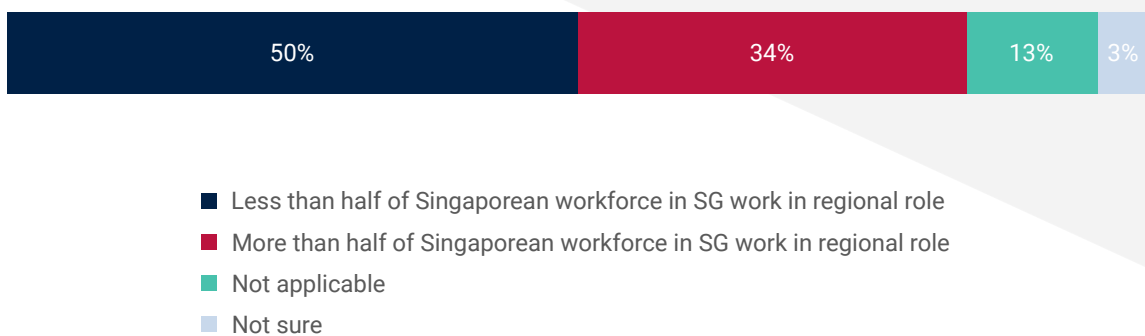 50% 34% 13% 3%
Less than half of Singaporean workforce in SG work in regional role
More than half of Singaporean workforce in SG work in regional role
Not applicable
Not sure